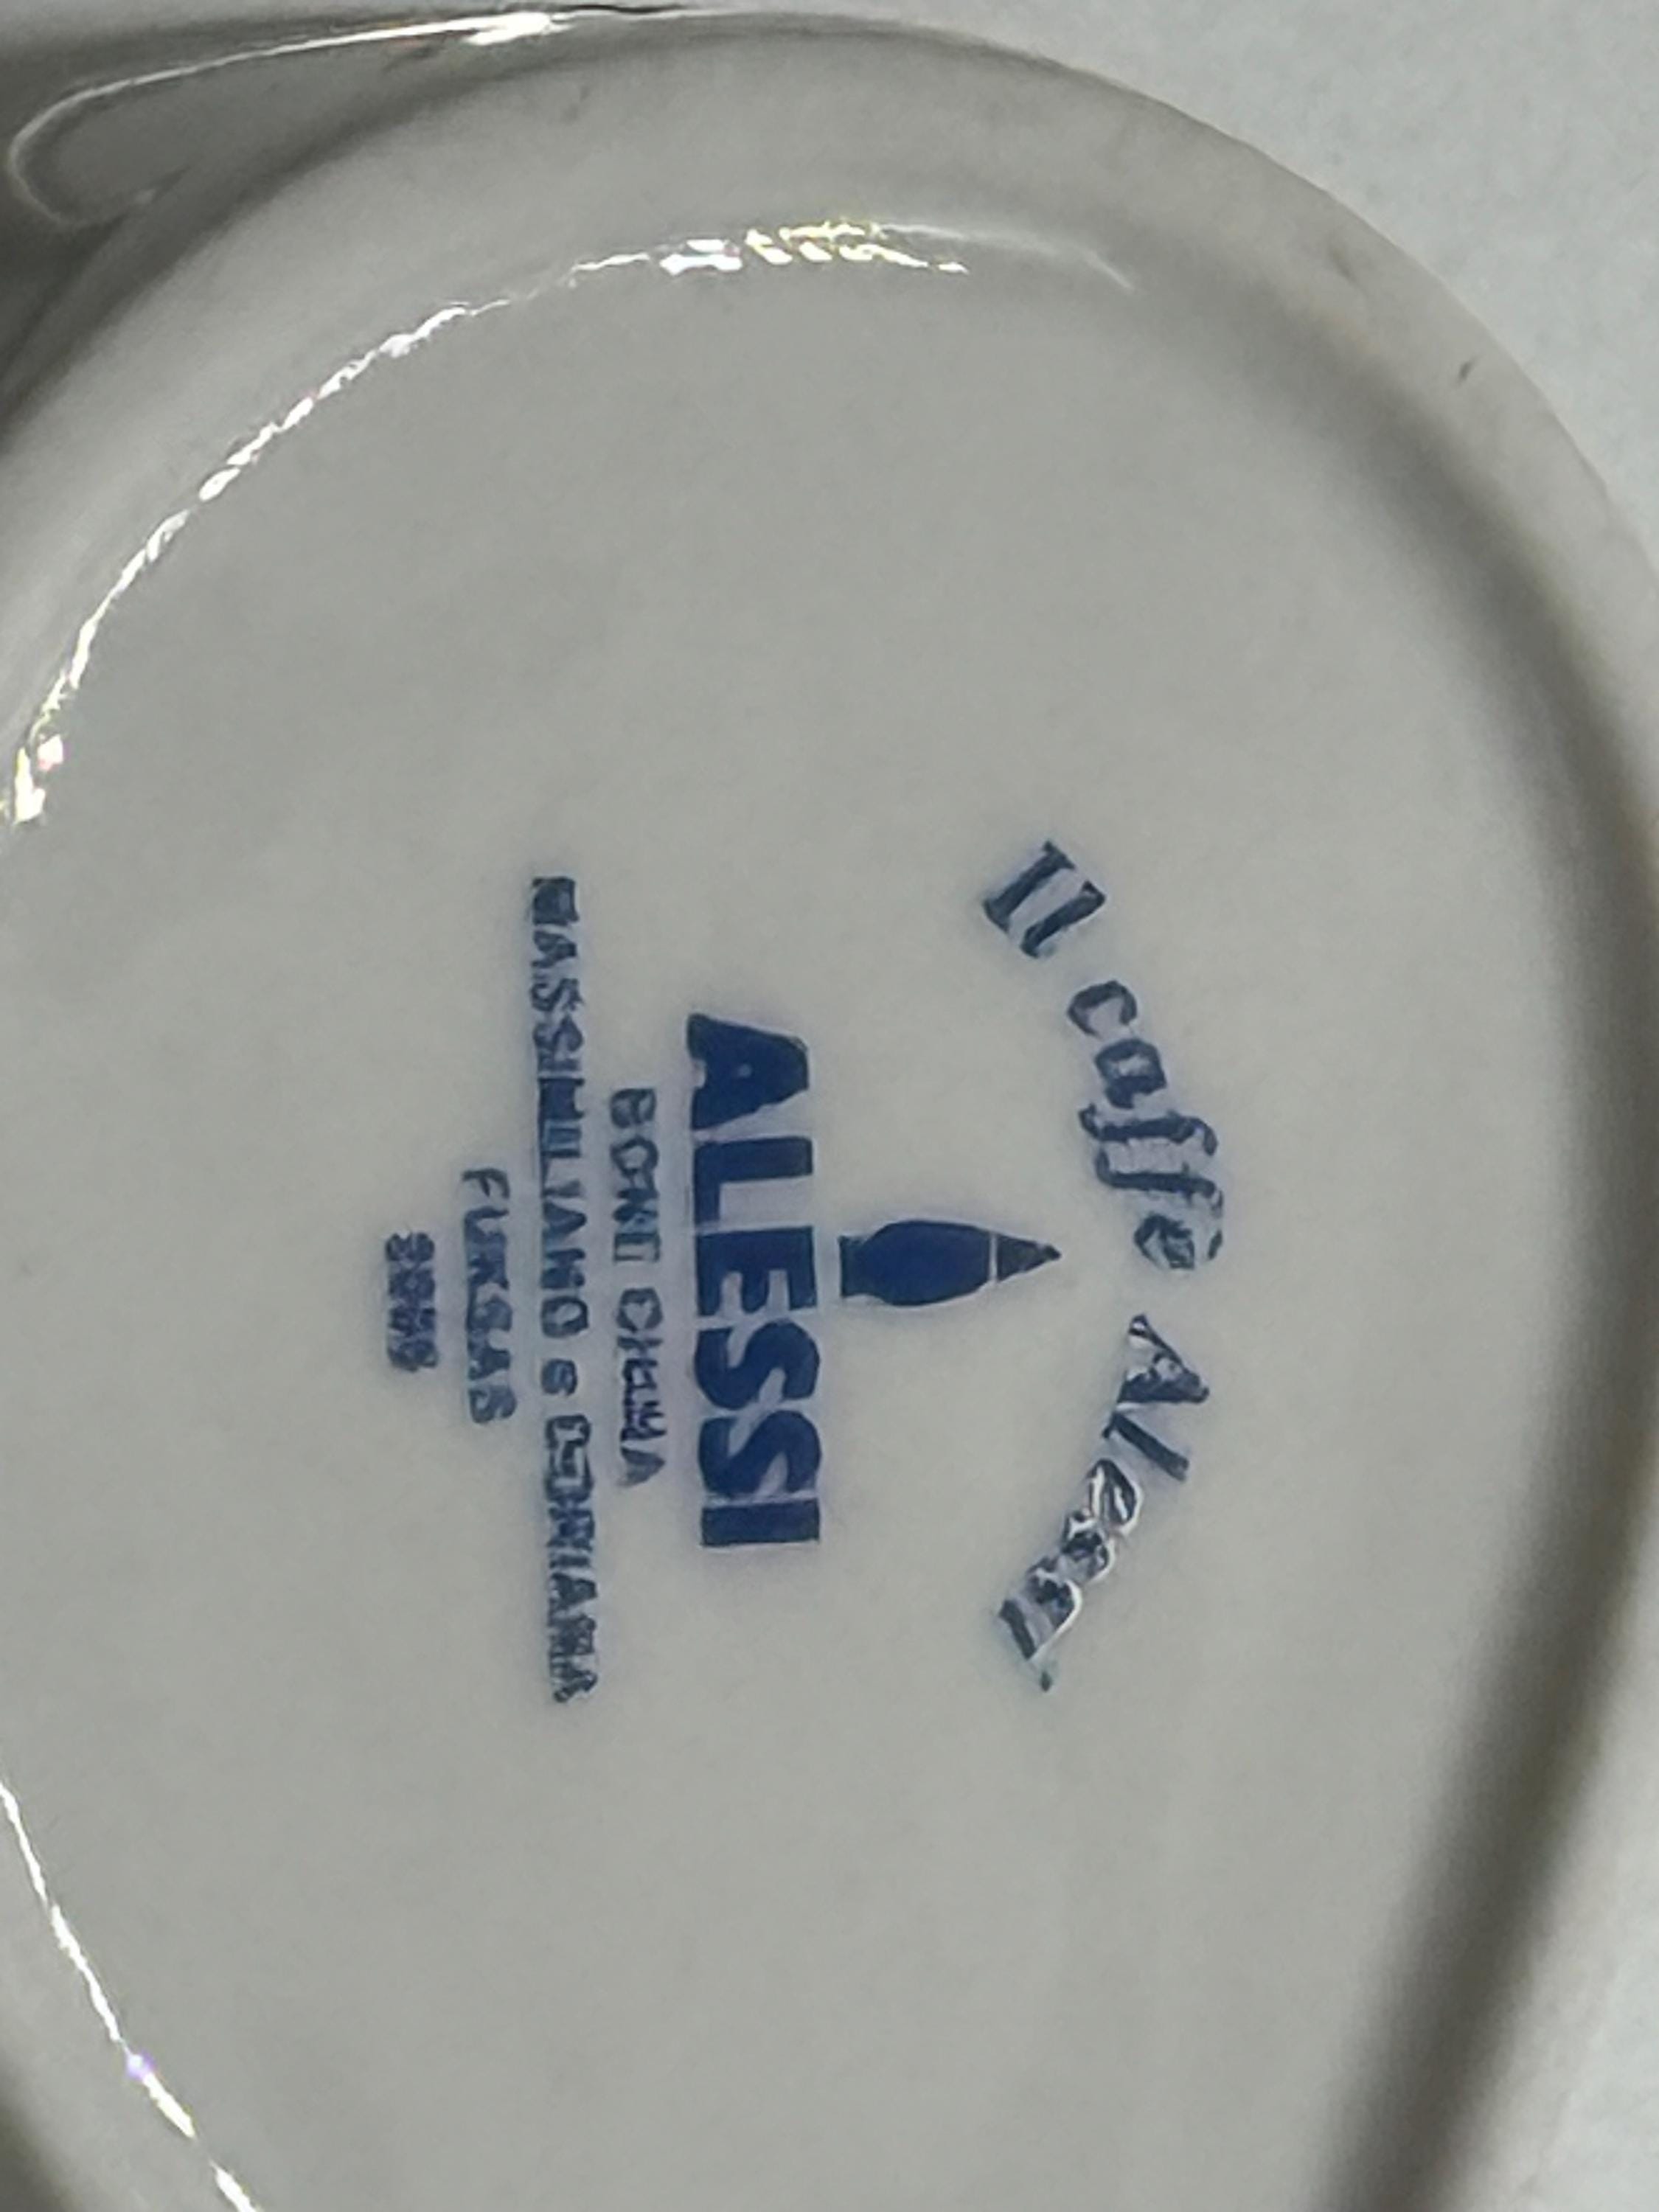 Il caffè Alessi
ALESSI
BONE CHINA
MASSIMILIANO e DORIANA
FUKSAS